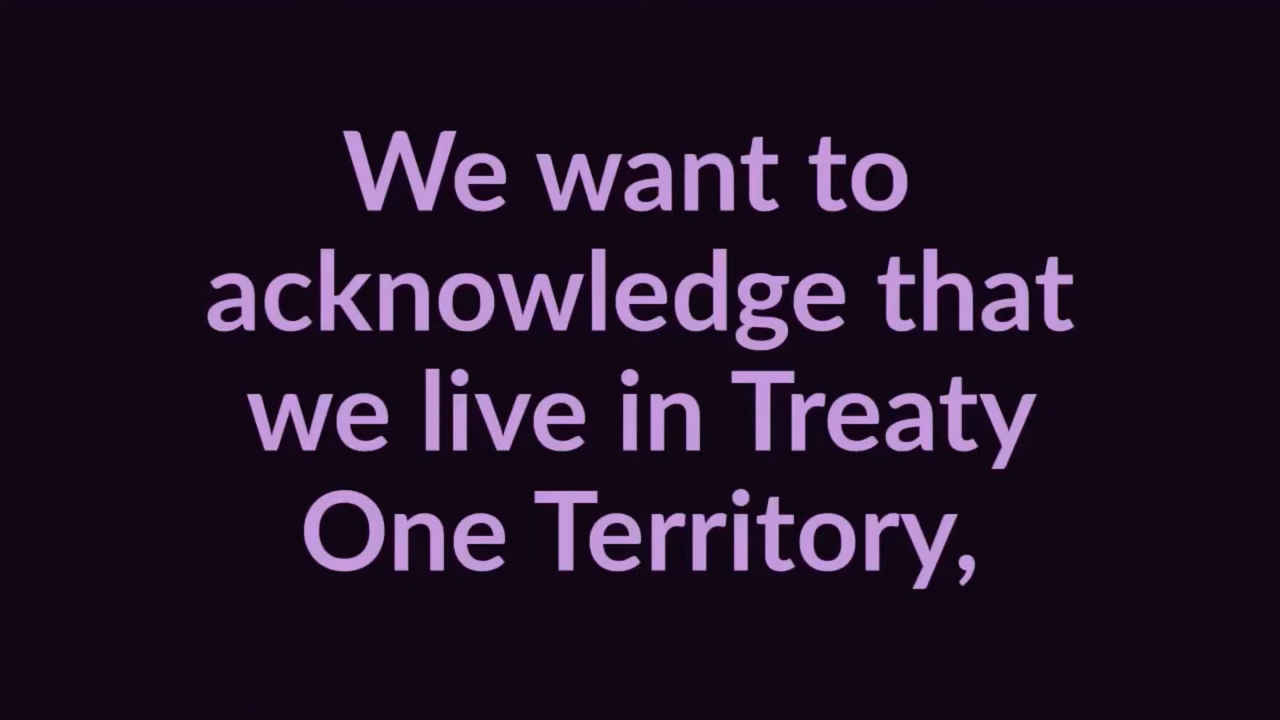 We want to
acknowledge that
we live in Treaty
One Territory,